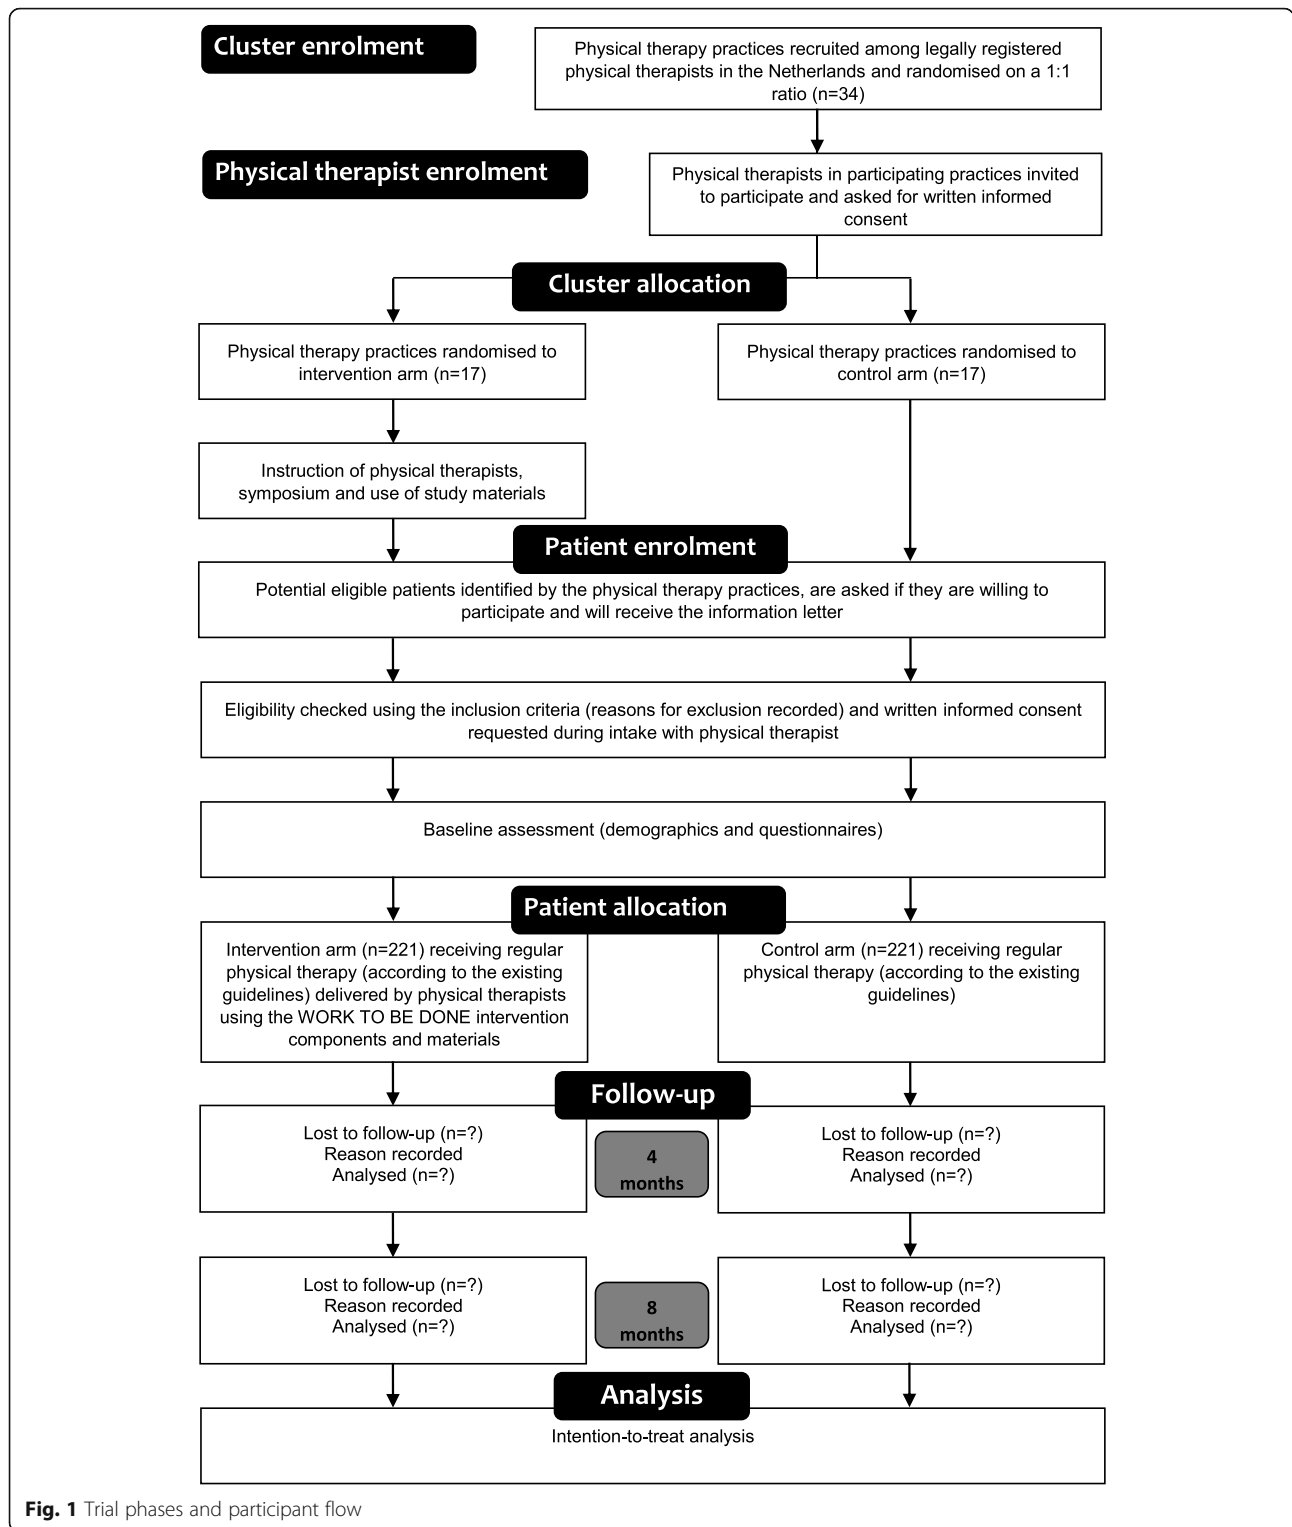 Cluster enrolment
Physical therapy practices recruited among legally registered
physical therapists in the Netherlands and randomised on a 1:1
ratio (n=34)
Physical therapist enrolment
Physical therapists in participating practices invited
to participate and asked for written informed
consent
Cluster allocation
Physical therapy practices randomised to
intervention arm (n=17)
Physical therapy practices randomised to
control arm (n=17)
Instruction of physical therapists,
symposium and use of study materials
Patient enrolment
Potential eligible patients identified by the physical therapy practices, are asked if they are willing to
participate and will receive the information letter
Eligibility checked using the inclusion criteria (reasons for exclusion recorded) and written informed consent
requested during intake with physical therapist
Baseline assessment (demographics and questionnaires)
Patient allocation
Intervention arm (n=221) receiving regular
physical therapy (according to the existing
guidelines) delivered by physical therapists
using the WORK TO BE DONE intervention
components and materials
Control arm (n=221) receiving regular
physical therapy (according to the existing
guidelines)
Follow-up
Lost to follow-up (n=?)
Reason recorded
Analysed (n=?)
4
months
Lost to follow-up (n=?)
Reason recorded
Analysed (n=?)
Lost to follow-up (n=?)
Reason recorded
Analysed (n=?)
8
months
Lost to follow-up (n=?)
Reason recorded
Analysed (n=?)
Analysis
Intention-to-treat analysis
Fig. 1 Trial phases and participant flow